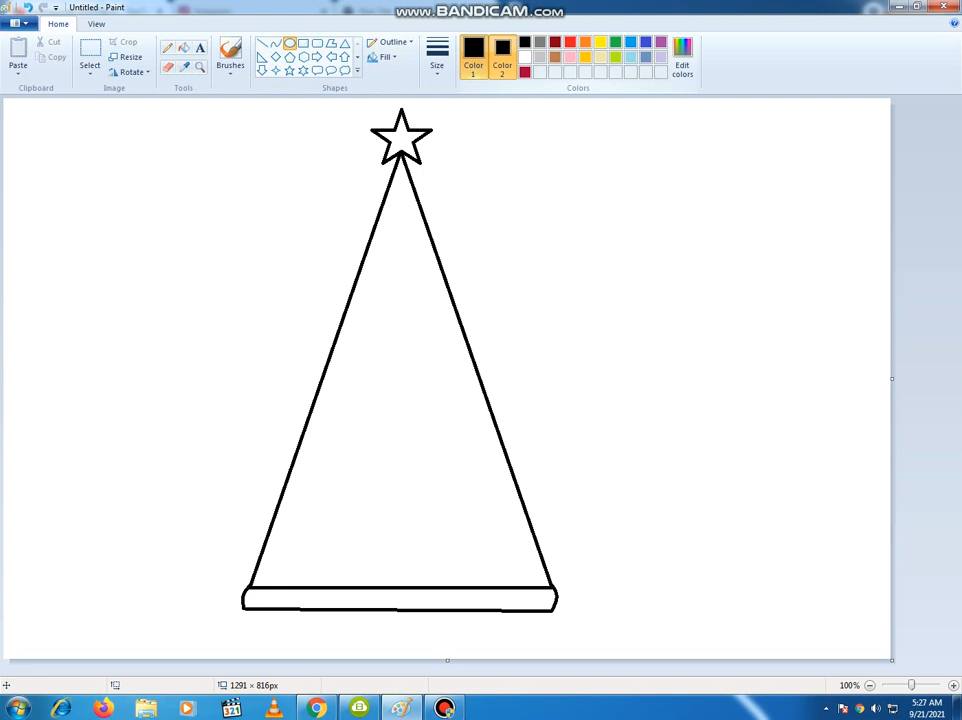 Untitled - Paint
www.BANDICAM.com
Home
View
Paste
Cut
Copy
Clipboard
Select
Crop
Resize
Rotate
Image
A
Tools
Brushes
Outline
Fill
Shapes
Size
Color 1
Color 2
Edit colors
Colors
1291 × 816px
100%
321
5:27 AM
9/21/2021